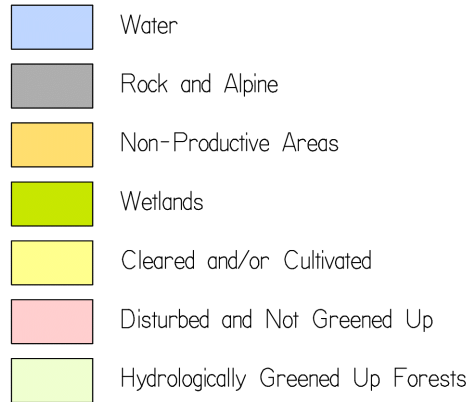 Water
Rock and Alpine
Non-Productive Areas
Wetlands
Cleared and/or Cultivated
Disturbed and Not Greened Up
Hydrologically Greened Up Forests